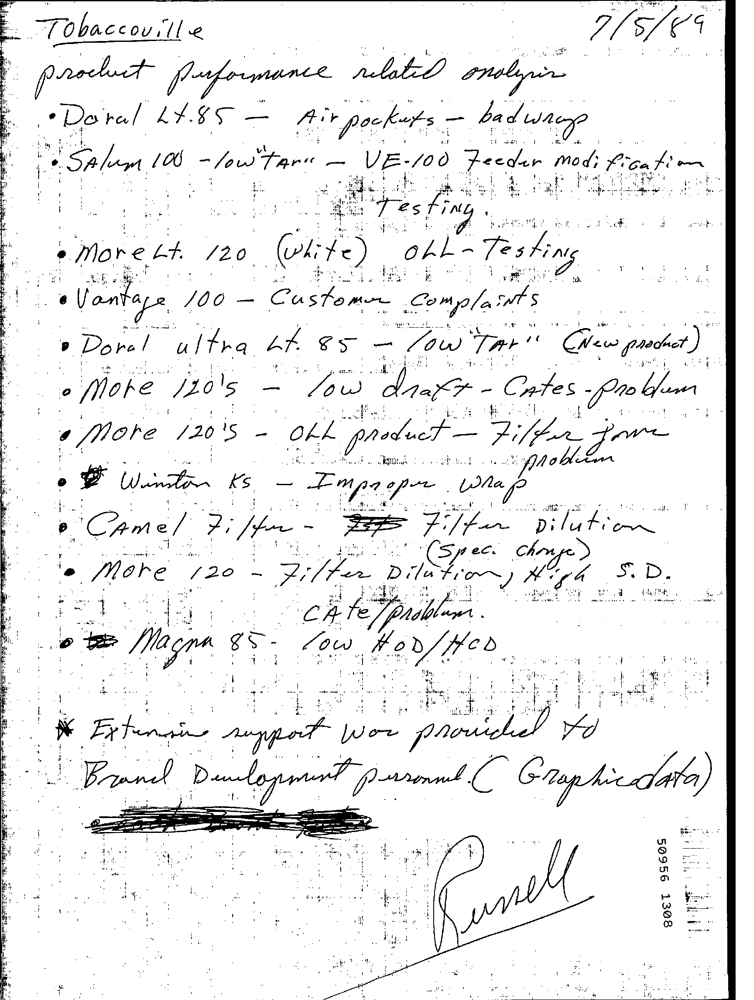 Tobaccoville 7/5/89
product performance related analysis
• Doral Lt. 85 — Air pockets — bad wrap
• SAlem 100 - low "TAr" — VE-100 Feeder modification
Testing.
• More Lt. 120 (white) OLL - Testing
• Vantage 100 — Customer Complaints
• Doral ultra Lt. 85 — low "TAr" (New product)
• More 120's — low draft - CAtes - problem
• More 120's - OLL product — Filter
problem
• Winston KS — Improper wrap
• CAmel Filter - Filter Dilution
(Spec. change)
• More 120 - Filter Dilution, High S.D.
CAte/problem.
• Magna 85 - low HOD/HCD
* Extensive support was provided to
Brand Development personnel. (Graphic data)
Russell
50956 1308